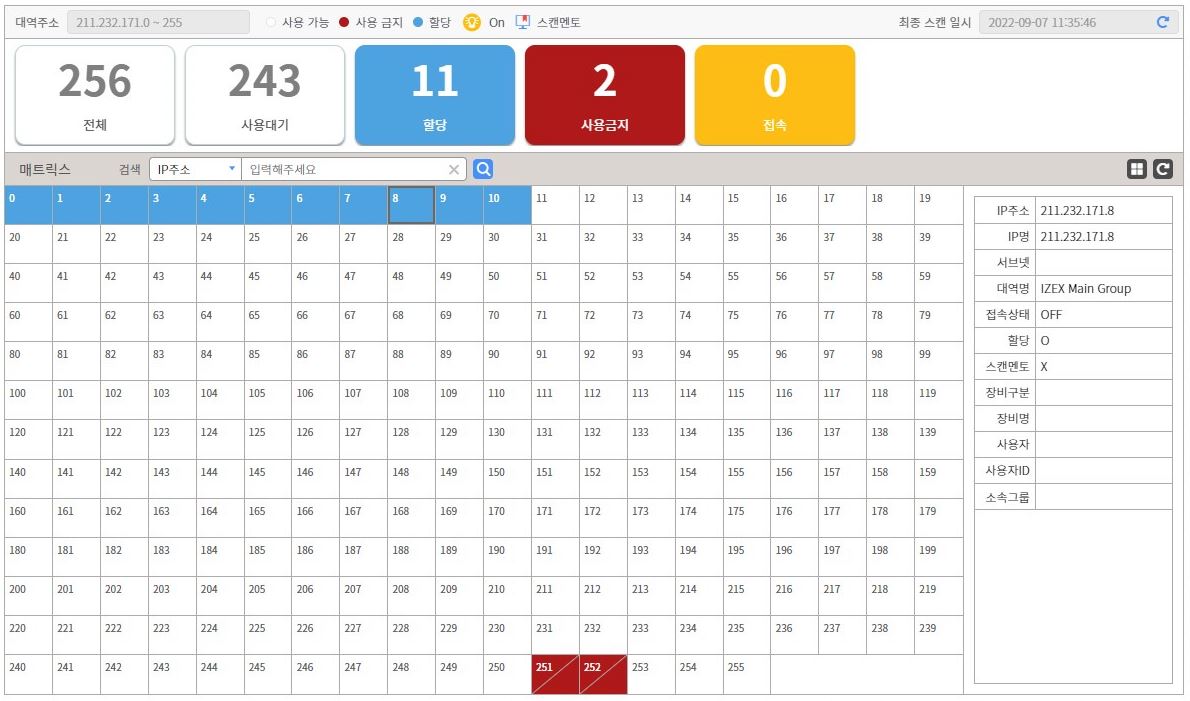 대역주소 211.232.171.0 ~ 255 사용 가능 사용 금지 할당 On 스캔멘토 최종 스캔 일시 2022-09-07 11:35:46
256 243 11 2 0
전체 사용대기 할당 사용금지 접속
매트릭스 검색 IP주소 입력해주세요
0 1 2 3 4 5 6 7 8 9 10 11 12 13 14 15 16 17 18 19
20 21 22 23 24 25 26 27 28 29 30 31 32 33 34 35 36 37 38 39
40 41 42 43 44 45 46 47 48 49 50 51 52 53 54 55 56 57 58 59
60 61 62 63 64 65 66 67 68 69 70 71 72 73 74 75 76 77 78 79
80 81 82 83 84 85 86 87 88 89 90 91 92 93 94 95 96 97 98 99
100 101 102 103 104 105 106 107 108 109 110 111 112 113 114 115 116 117 118 119
120 121 122 123 124 125 126 127 128 129 130 131 132 133 134 135 136 137 138 139
140 141 142 143 144 145 146 147 148 149 150 151 152 153 154 155 156 157 158 159
160 161 162 163 164 165 166 167 168 169 170 171 172 173 174 175 176 177 178 179
180 181 182 183 184 185 186 187 188 189 190 191 192 193 194 195 196 197 198 199
200 201 202 203 204 205 206 207 208 209 210 211 212 213 214 215 216 217 218 219
220 221 222 223 224 225 226 227 228 229 230 231 232 233 234 235 236 237 238 239
240 241 242 243 244 245 246 247 248 249 250 251 252 253 254 255
IP주소 211.232.171.8
IP명 211.232.171.8
서브넷
대역명 IZEX Main Group
접속상태 OFF
할당 O
스캔멘토 X
장비구분
장비명
사용자
사용자ID
소속그룹